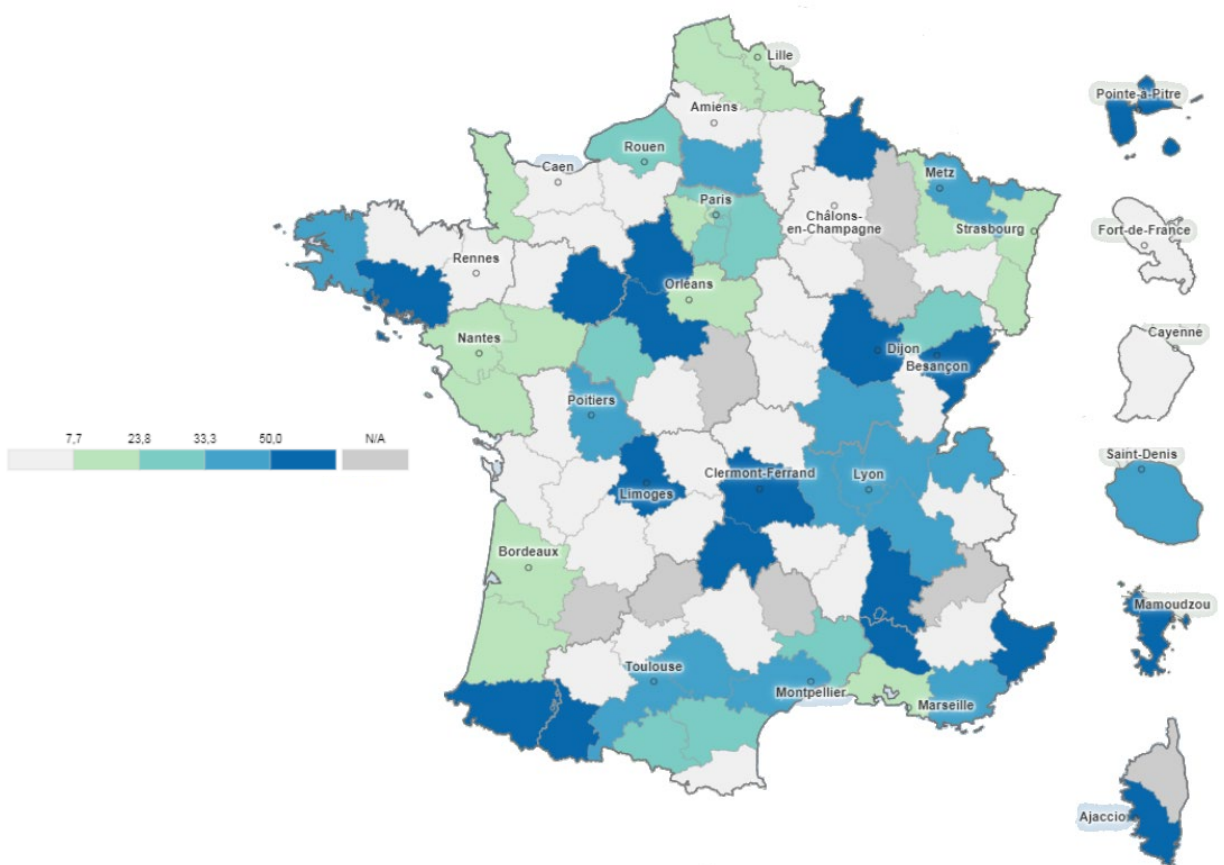 Lille
Pointe-à-Pitre
Amiens
Rouen
Caen
Metz
Paris
Châlons-
en-Champagne
Strasbourg
Fort-de-France
Rennes
Orléans
Cayenne
Nantes
Dijon
Besançon
Poitiers
7,7 23,8 33,3 50,0 N/A
Saint-Denis
Clermont-Ferrand
Lyon
Limoges
Bordeaux
Mamoudzou
Toulouse
Montpellier
Marseille
Ajaccio